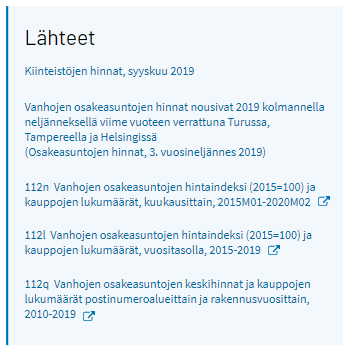 Lähteet
Kiinteistöjen hinnat, syyskuu 2019
Vanhojen osakeasuntojen hinnat nousivat 2019 kolmannella
neljänneksellä viime vuoteen verrattuna Turussa,
Tampereella ja Helsingissä
(Osakeasuntojen hinnat, 3. vuosineljännes 2019)
112n Vanhojen osakeasuntojen hintaindeksi (2015=100) ja
kauppojen lukumäärät, kuukausittain, 2015M01-2020M02
112l Vanhojen osakeasuntojen hintaindeksi (2015=100) ja
kauppojen lukumäärät, vuositasolla, 2015-2019
112q Vanhojen osakeasuntojen keskihinnat ja kauppojen
lukumäärät postinumeroalueittain ja rakennusvuosittain,
2010-2019